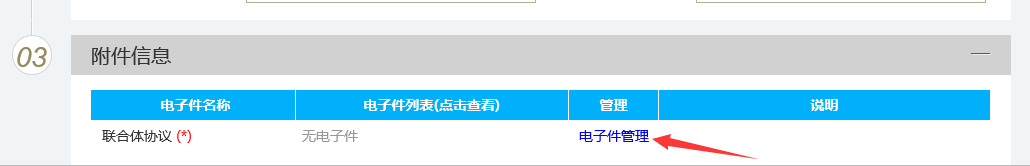 03 附件信息
电子件名称 电子件列表(点击查看) 管理 说明
联合体协议 (*) 无电子件 电子件管理